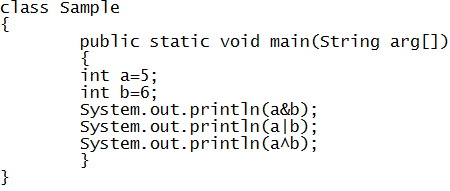 class Sample
{
public static void main(String arg[])
{
int a=5;
int b=6;
System.out.println(a&b);
System.out.println(a|b);
System.out.println(a^b);
}
}